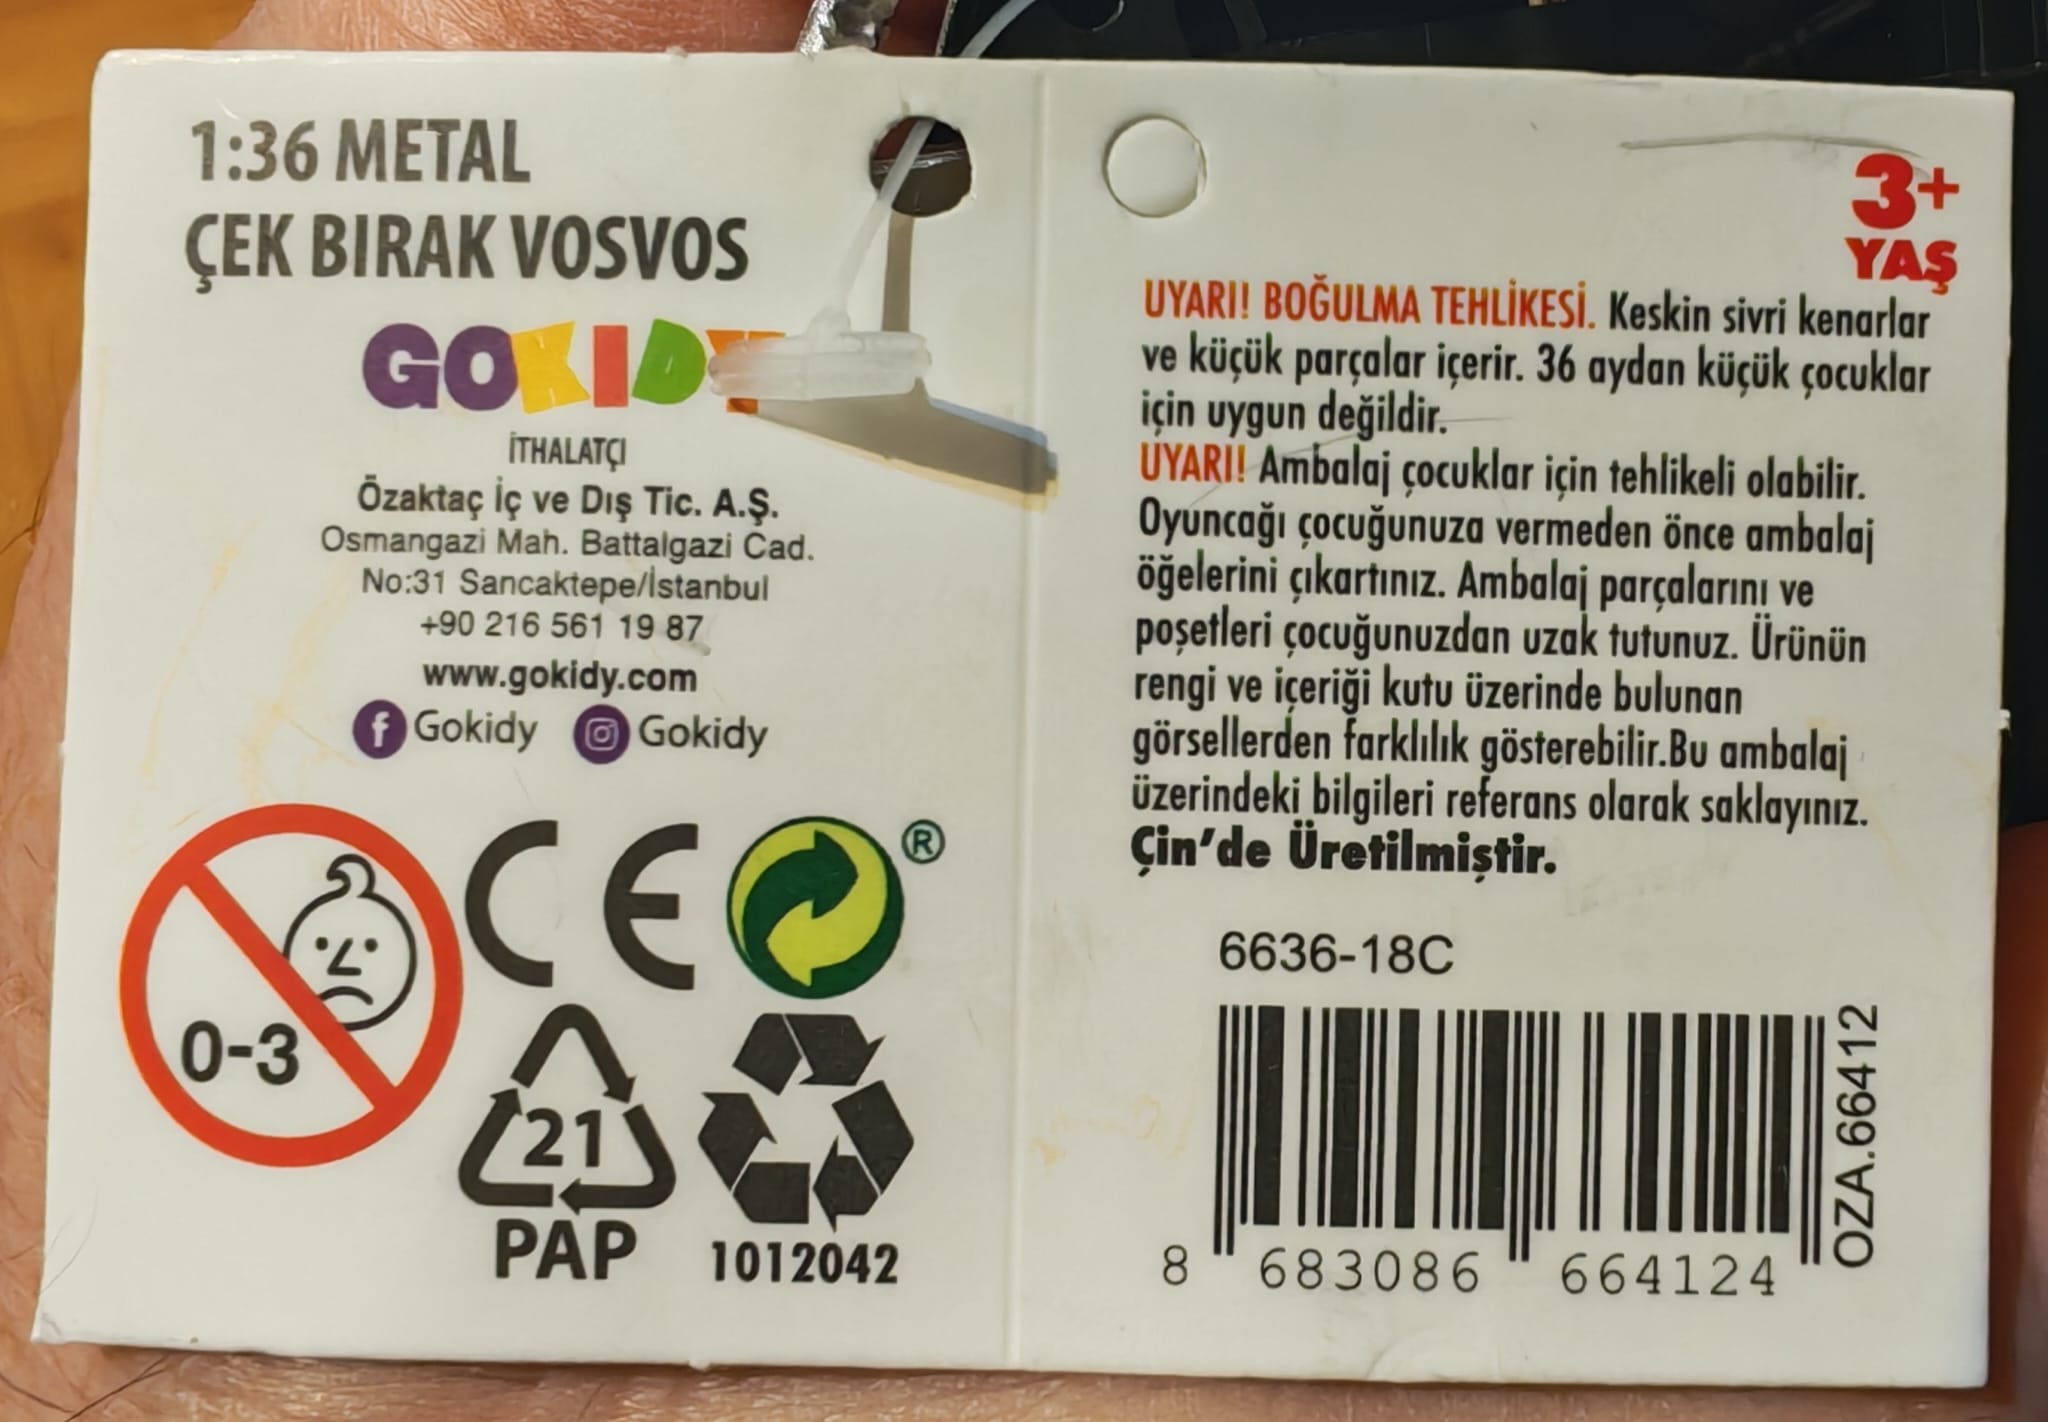 1:36 METAL
ÇEK BIRAK VOSVOS
GOKIDY
İTHALATÇI
Özaktaç İç ve Dış Tic. A.Ş.
Osmangazi Mah. Battalgazi Cad.
No:31 Sancaktepe/İstanbul
+90 216 561 19 87
www.gokidy.com
Gokidy Gokidy
0-3
CE
®
21
PAP
1012042
3+
YAŞ
UYARI! BOĞULMA TEHLİKESİ. Keskin sivri kenarlar
ve küçük parçalar içerir. 36 aydan küçük çocuklar
için uygun değildir.
UYARI! Ambalaj çocuklar için tehlikeli olabilir.
Oyuncağı çocuğunuza vermeden önce ambalaj
öğelerini çıkartınız. Ambalaj parçalarını ve
poşetleri çocuğunuzdan uzak tutunuz. Ürünün
rengi ve içeriği kutu üzerinde bulunan
görsellerden farklılık gösterebilir.Bu ambalaj
üzerindeki bilgileri referans olarak saklayınız.
Çin'de Üretilmiştir.
6636-18C
8 683086 664124
OZA.66412